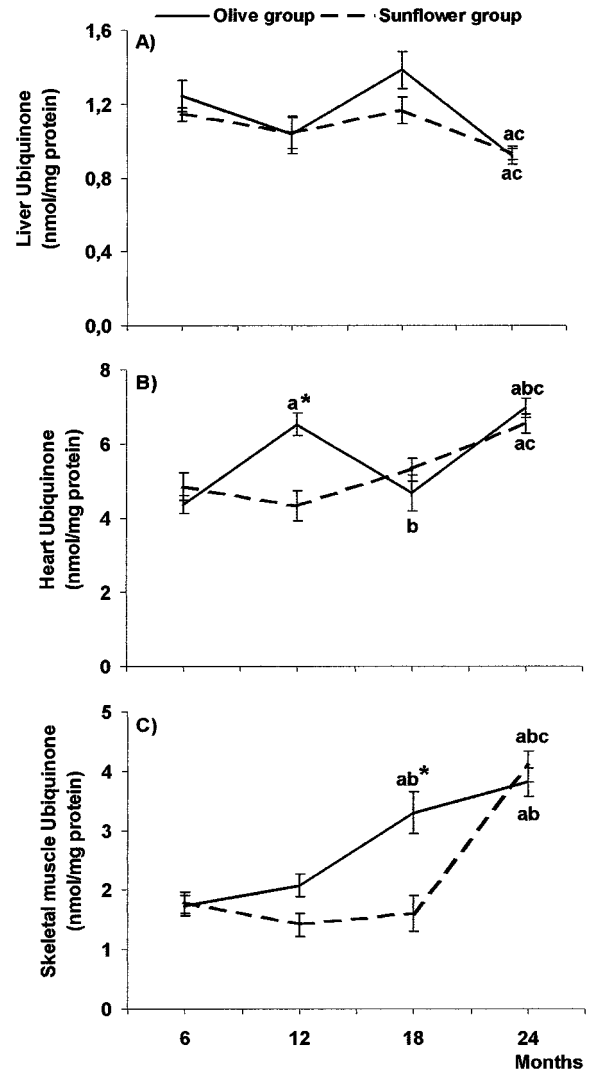 Olive group Sunflower group
A)
Liver Ubiquinone
(nmol/mg protein)
1,6
1,2
0,8
0,4
0,0
ac
ac
B)
Heart Ubiquinone
(nmol/mg protein)
8
6
4
2
0
a*
b
abc
ac
C)
Skeletal muscle Ubiquinone
(nmol/mg protein)
5
4
3
2
1
0
ab*
abc
ab
6 12 18 24
Months